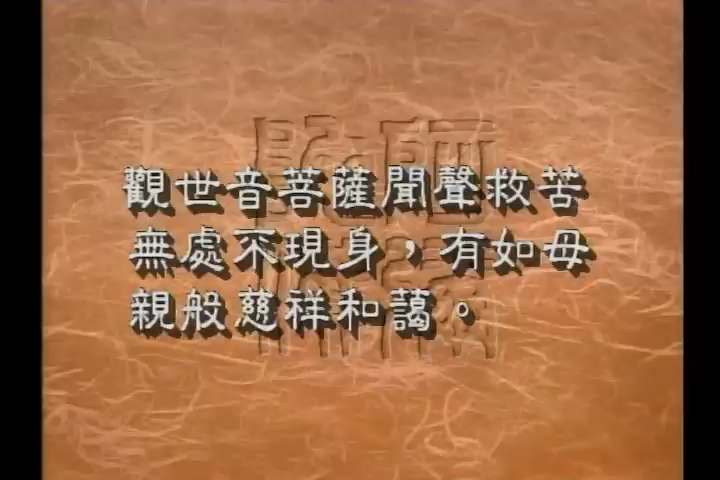 觀世音菩薩聞聲救苦
無處不現身，有如母
親般慈祥和藹。